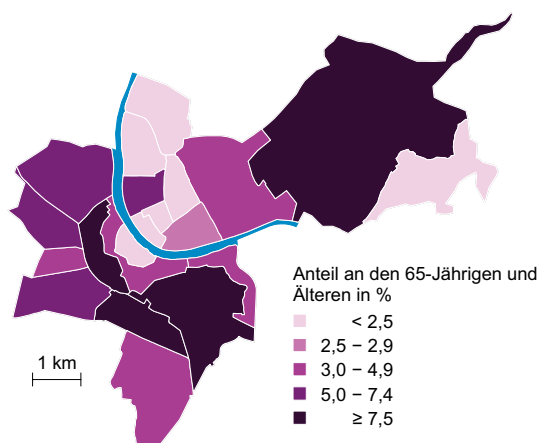 Anteil an den 65-Jährigen und
Älteren in %
< 2,5
2,5 – 2,9
3,0 – 4,9
5,0 – 7,4
≥ 7,5
1 km